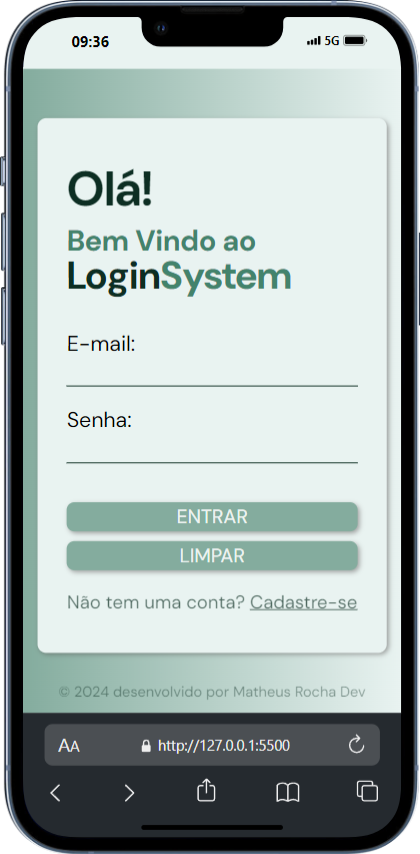 09:36 5G
Olá!
Bem Vindo ao
LoginSystem
E-mail:
Senha:
ENTRAR
LIMPAR
Não tem uma conta? Cadastre-se
© 2024 desenvolvido por Matheus Rocha Dev
AA http://127.0.0.1:5500